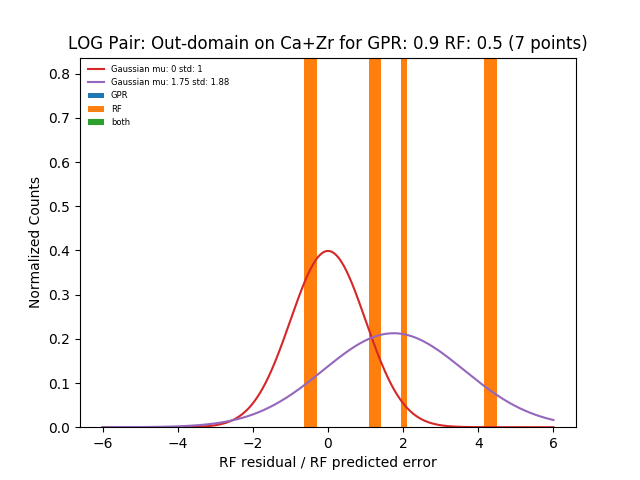 LOG Pair: Out-domain on Ca+Zr for GPR: 0.9 RF: 0.5 (7 points)
Gaussian mu: 0 std: 1
Gaussian mu: 1.75 std: 1.88
GPR
RF
both
Normalized Counts
0.8
0.7
0.6
0.5
0.4
0.3
0.2
0.1
0.0
−6 −4 −2 0 2 4 6
RF residual / RF predicted error